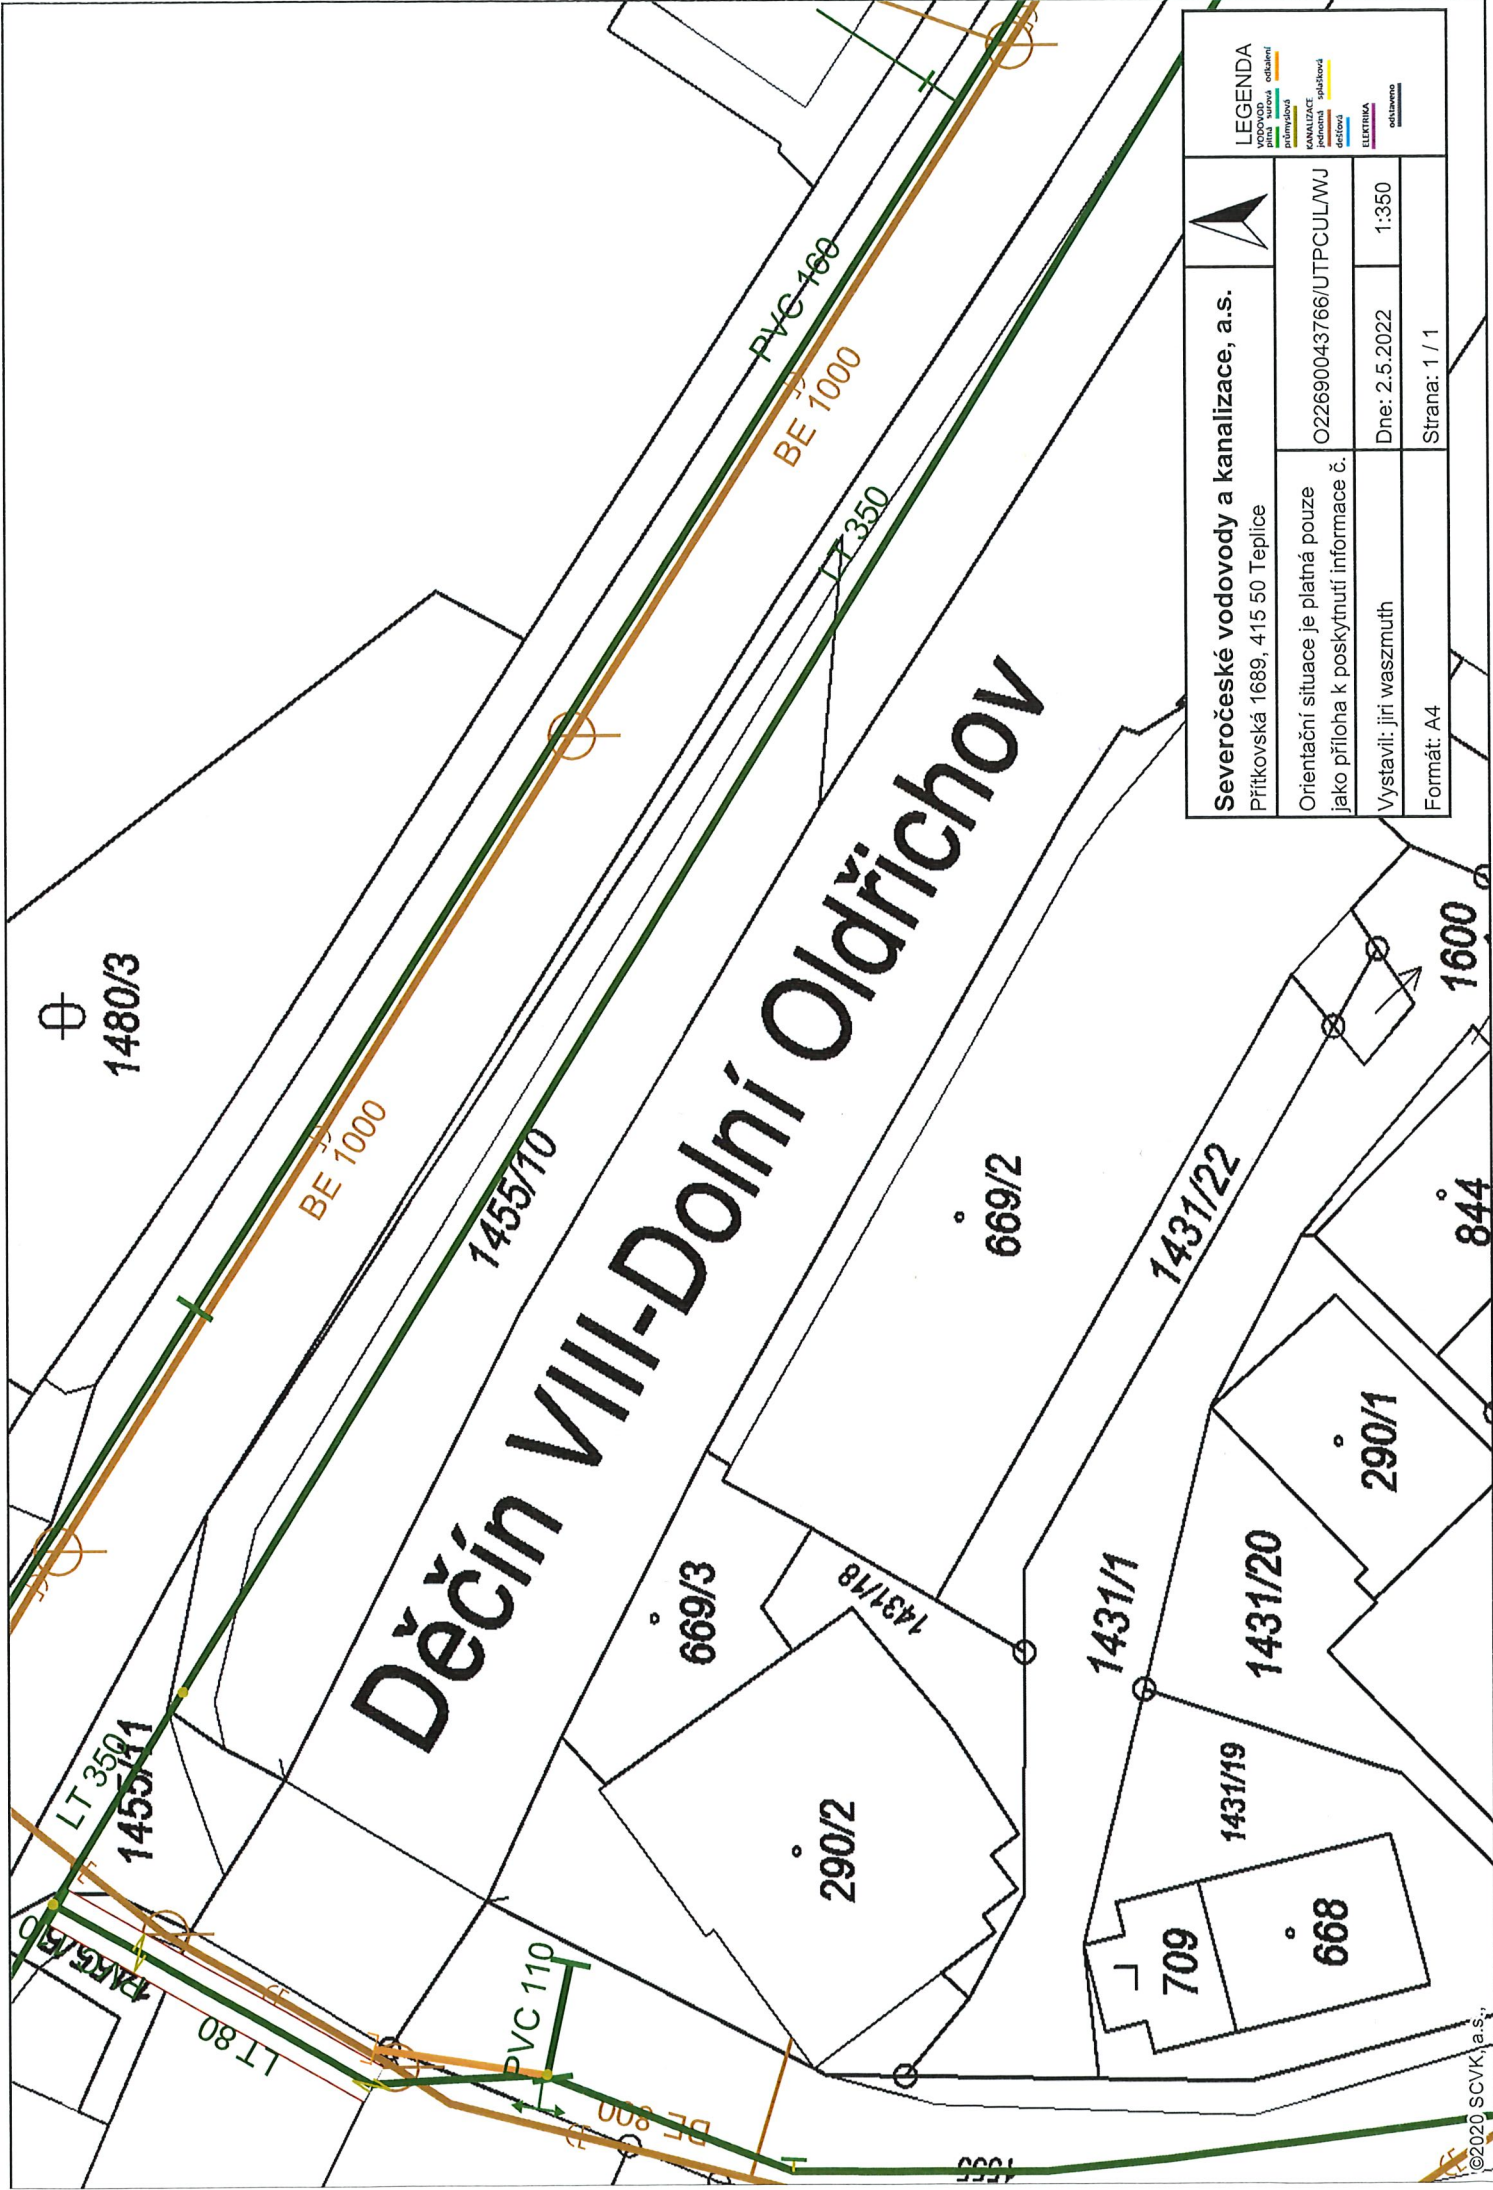 1480/3
BE 1000
PVC 160
BE 1000
LT 350
1455/10
Děčín VIII-Dolní Oldřichov
LT 350
1455/11
LT 80
PVC 110
BE 800
669/3
669/2
1431/18
1431/22
290/2
1431/1
1431/20
1431/19
290/1
709
668
844
1600
Severočeské vodovody a kanalizace, a.s.
Přítkovská 1689, 415 50 Teplice
Orientační situace je platná pouze
jako příloha k poskytnutí informace č.
O22690043766/UTPCUL/WJ
Vystavil: jiri waszmuth
Dne: 2.5.2022
1:350
Formát: A4
Strana: 1 / 1
LEGENDA
VODOVOD
pitná surová odkalení
průmyslová
KANALIZACE
jednotná splašková
dešťová
ELEKTRIKA
odstaveno
©2020 SCVK, a.s.,